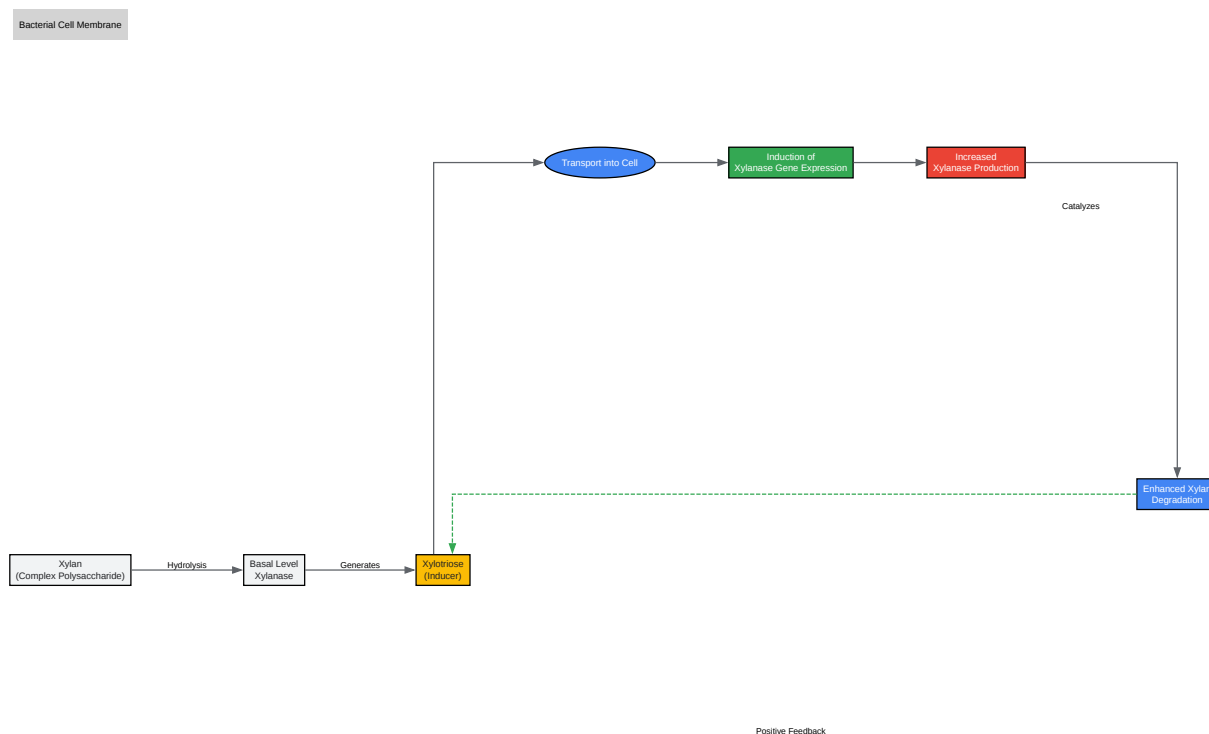 Bacterial Cell Membrane
Transport into Cell
Induction of
Xylanase Gene Expression
Increased
Xylanase Production
Catalyzes
Enhanced Xylan
Degradation
Xylan
(Complex Polysaccharide)
Hydrolysis
Basal Level
Xylanase
Generates
Xylotriose
(Inducer)
Positive Feedback